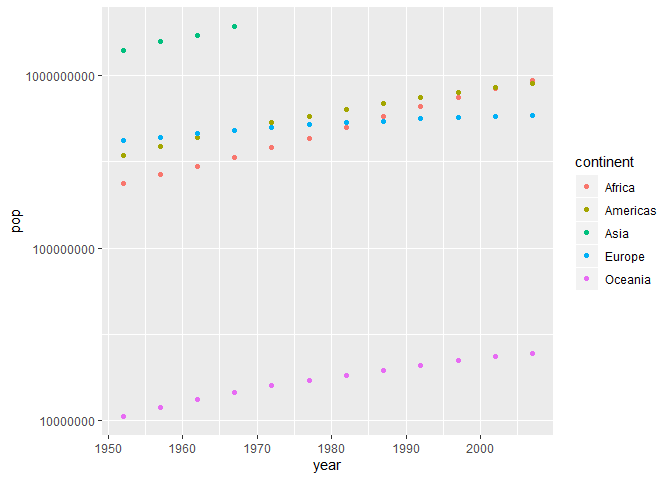 1000000000
100000000
10000000
pop
1950 1960 1970 1980 1990 2000
year
continent
Africa
Americas
Asia
Europe
Oceania